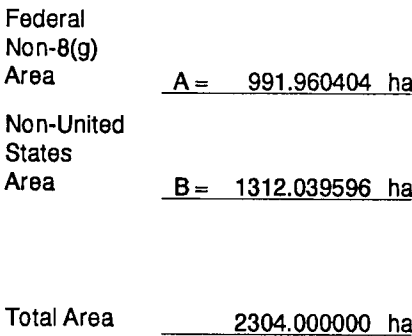 Federal
Non-8(g)
Area A = 991.960404 ha
Non-United
States
Area B = 1312.039596 ha
Total Area 2304.000000 ha